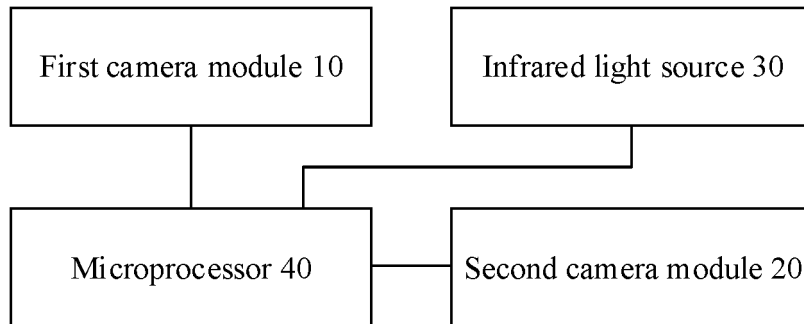 First camera module 10
Infrared light source 30
Microprocessor 40
Second camera module 20